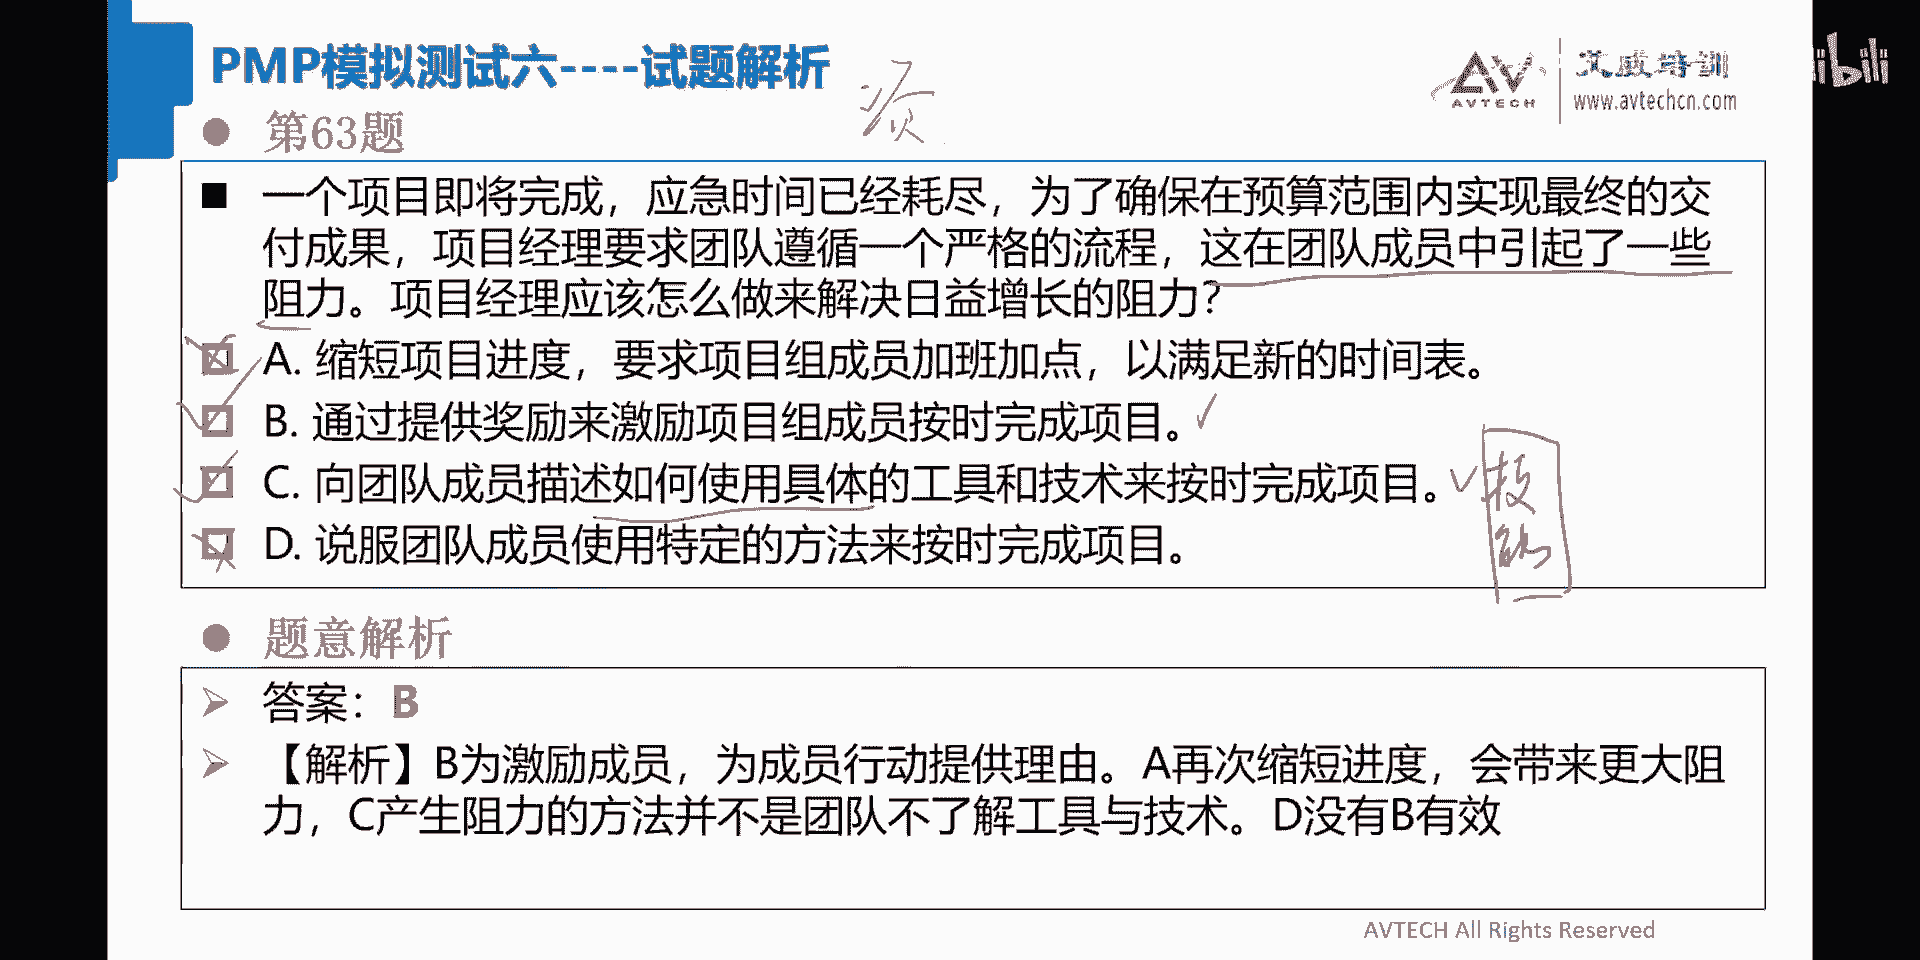 PMP模拟测试六----试题解析
AVTECH
艾威培训
www.avtechcn.com
bili
第63题
一个项目即将完成，应急时间已经耗尽，为了确保在预算范围内实现最终的交
付成果，项目经理要求团队遵循一个严格的流程，这在团队成员中引起了一些
阻力。项目经理应该怎么做来解决日益增长的阻力？
A. 缩短项目进度，要求项目组成员加班加点，以满足新的时间表。
B. 通过提供奖励来激励项目组成员按时完成项目。
C. 向团队成员描述如何使用具体的工具和技术来按时完成项目。
技能
D. 说服团队成员使用特定的方法来按时完成项目。
题意解析
答案：B
【解析】B为激励成员，为成员行动提供理由。A再次缩短进度，会带来更大阻
力，C产生阻力的方法并不是团队不了解工具与技术。D没有B有效
AVTECH All Rights Reserved